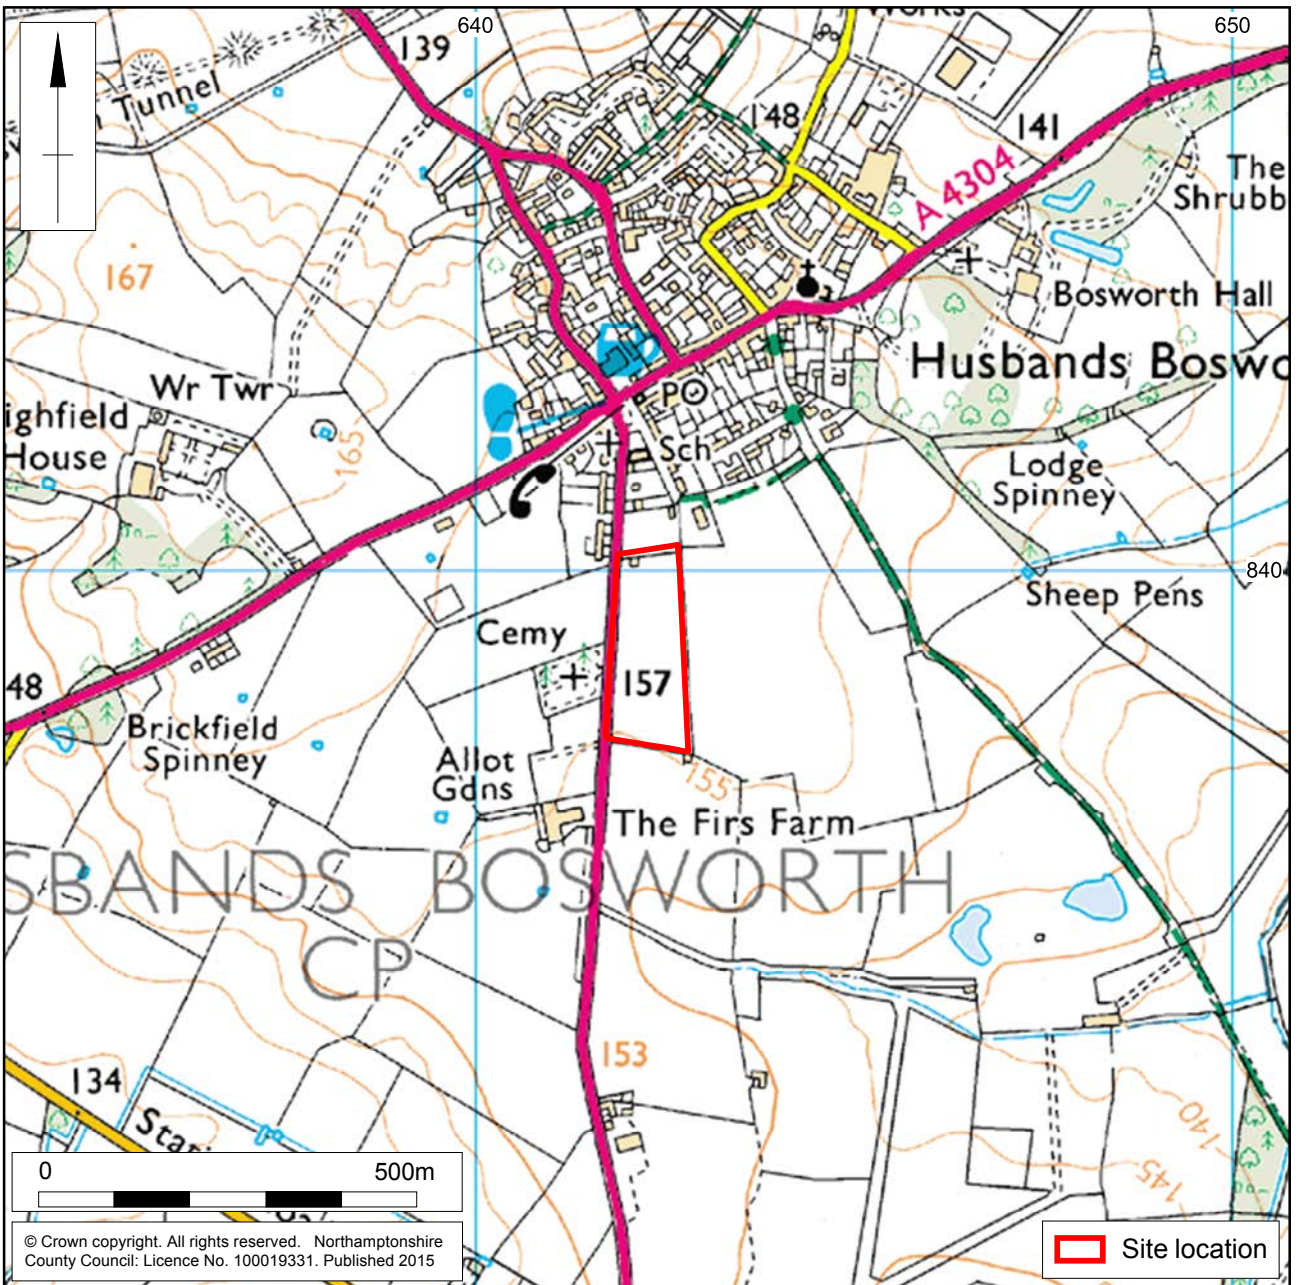 640
650
Works
139
Tunnel
148
141
A 4304
The
Shrubb
167
Bosworth Hall
Husbands Boswo
Wr Twr
PO
ighfield
House
165
Sch
Lodge
Spinney
840
Sheep Pens
Cemy
157
48
Brickfield
Spinney
Allot
Gdns
155
The Firs Farm
SBANDS BOSWORTH
CP
153
134
Stati
140
145
0 500m
© Crown copyright. All rights reserved. Northamptonshire
County Council: Licence No. 100019331. Published 2015
Site location